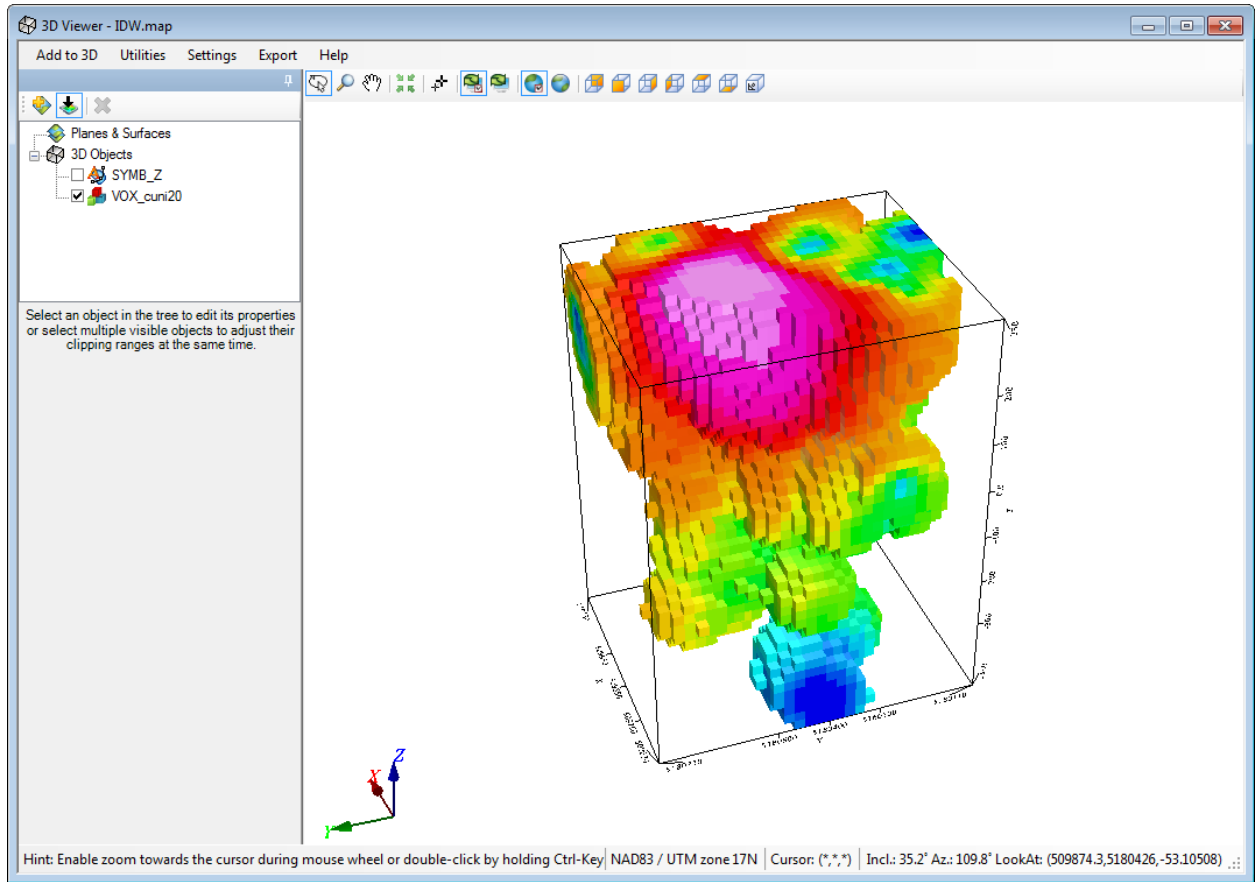 3D Viewer - IDW.map
Add to 3D Utilities Settings Export Help
Planes & Surfaces
3D Objects
SYMB_Z
VOX_cuni20
Select an object in the tree to edit its properties
or select multiple visible objects to adjust their
clipping ranges at the same time.
X
Y
Z
X
Y
Hint: Enable zoom towards the cursor during mouse wheel or double-click by holding Ctrl-Key NAD83 / UTM zone 17N Cursor: (*,*,*) Incl.: 35.2° Az.: 109.8° LookAt: (509874.3,5180426,-53.10508)